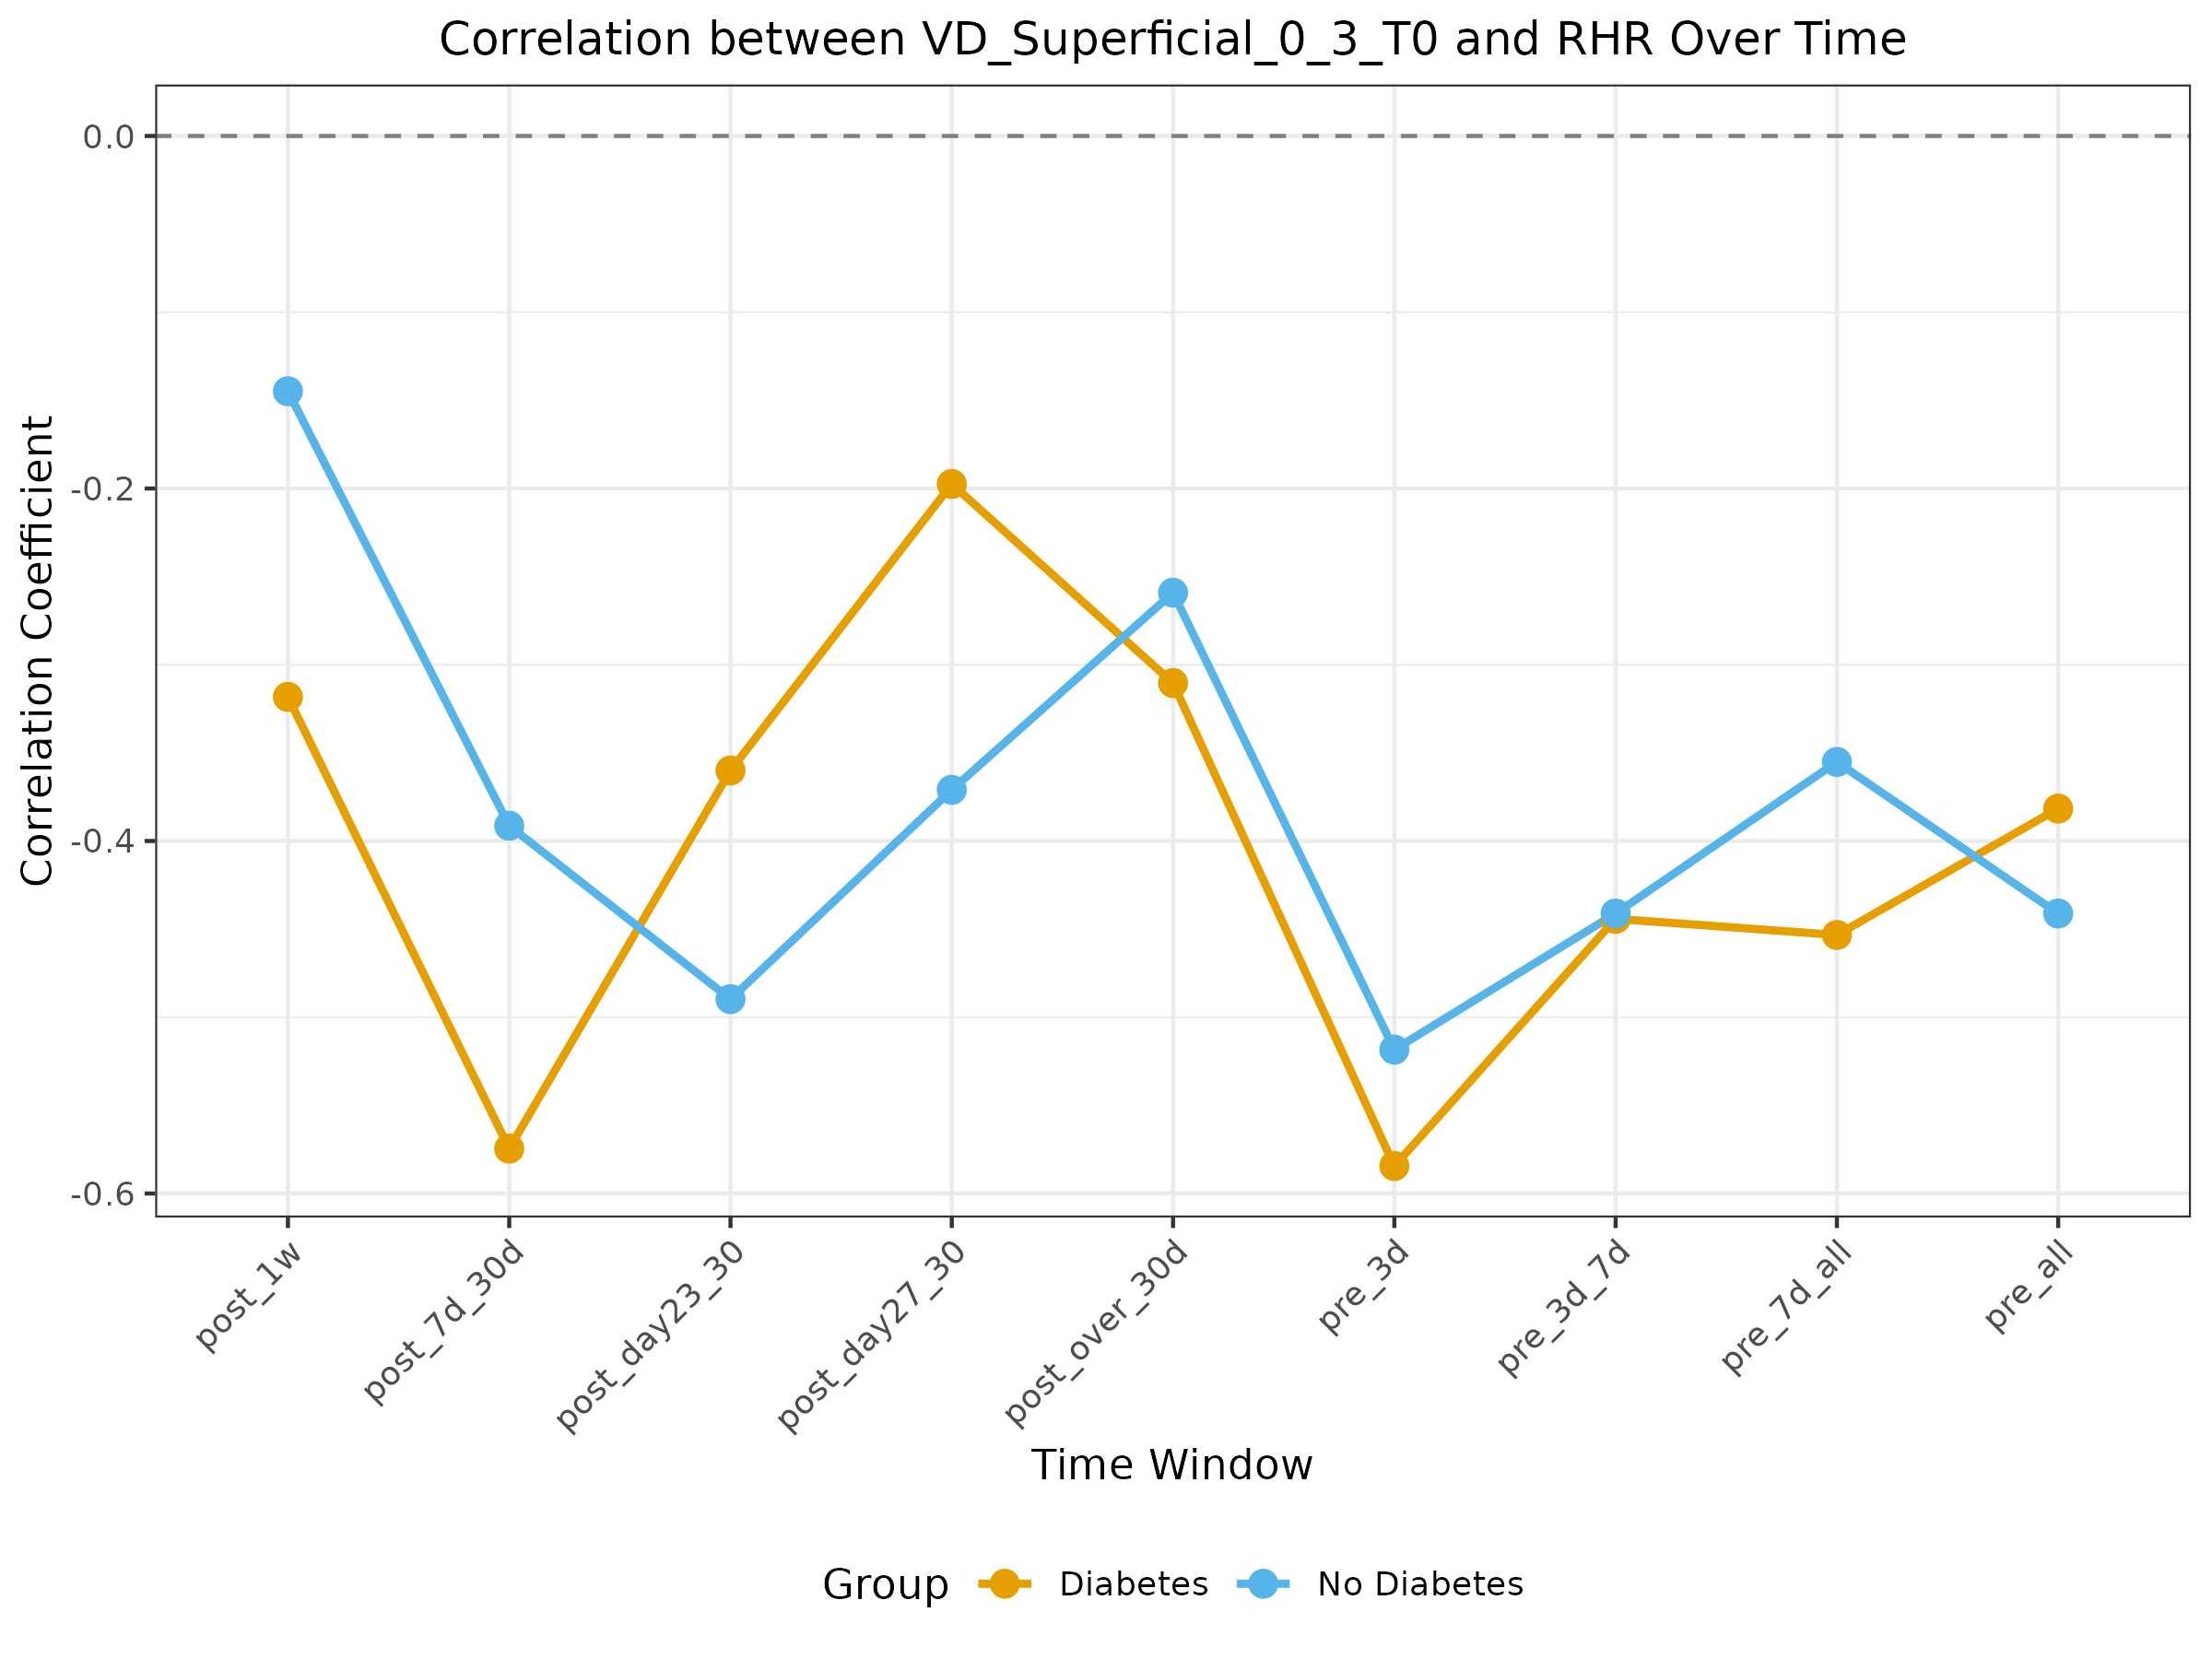 Correlation between VD_Superficial_0_3_T0 and RHR Over Time
Correlation Coefficient
0.0
-0.2
-0.4
-0.6
post_1w
post_7d_30d
post_day23_30
post_day27_30
post_over_30d
pre_3d
pre_3d_7d
pre_7d_all
pre_all
Time Window
Group Diabetes No Diabetes